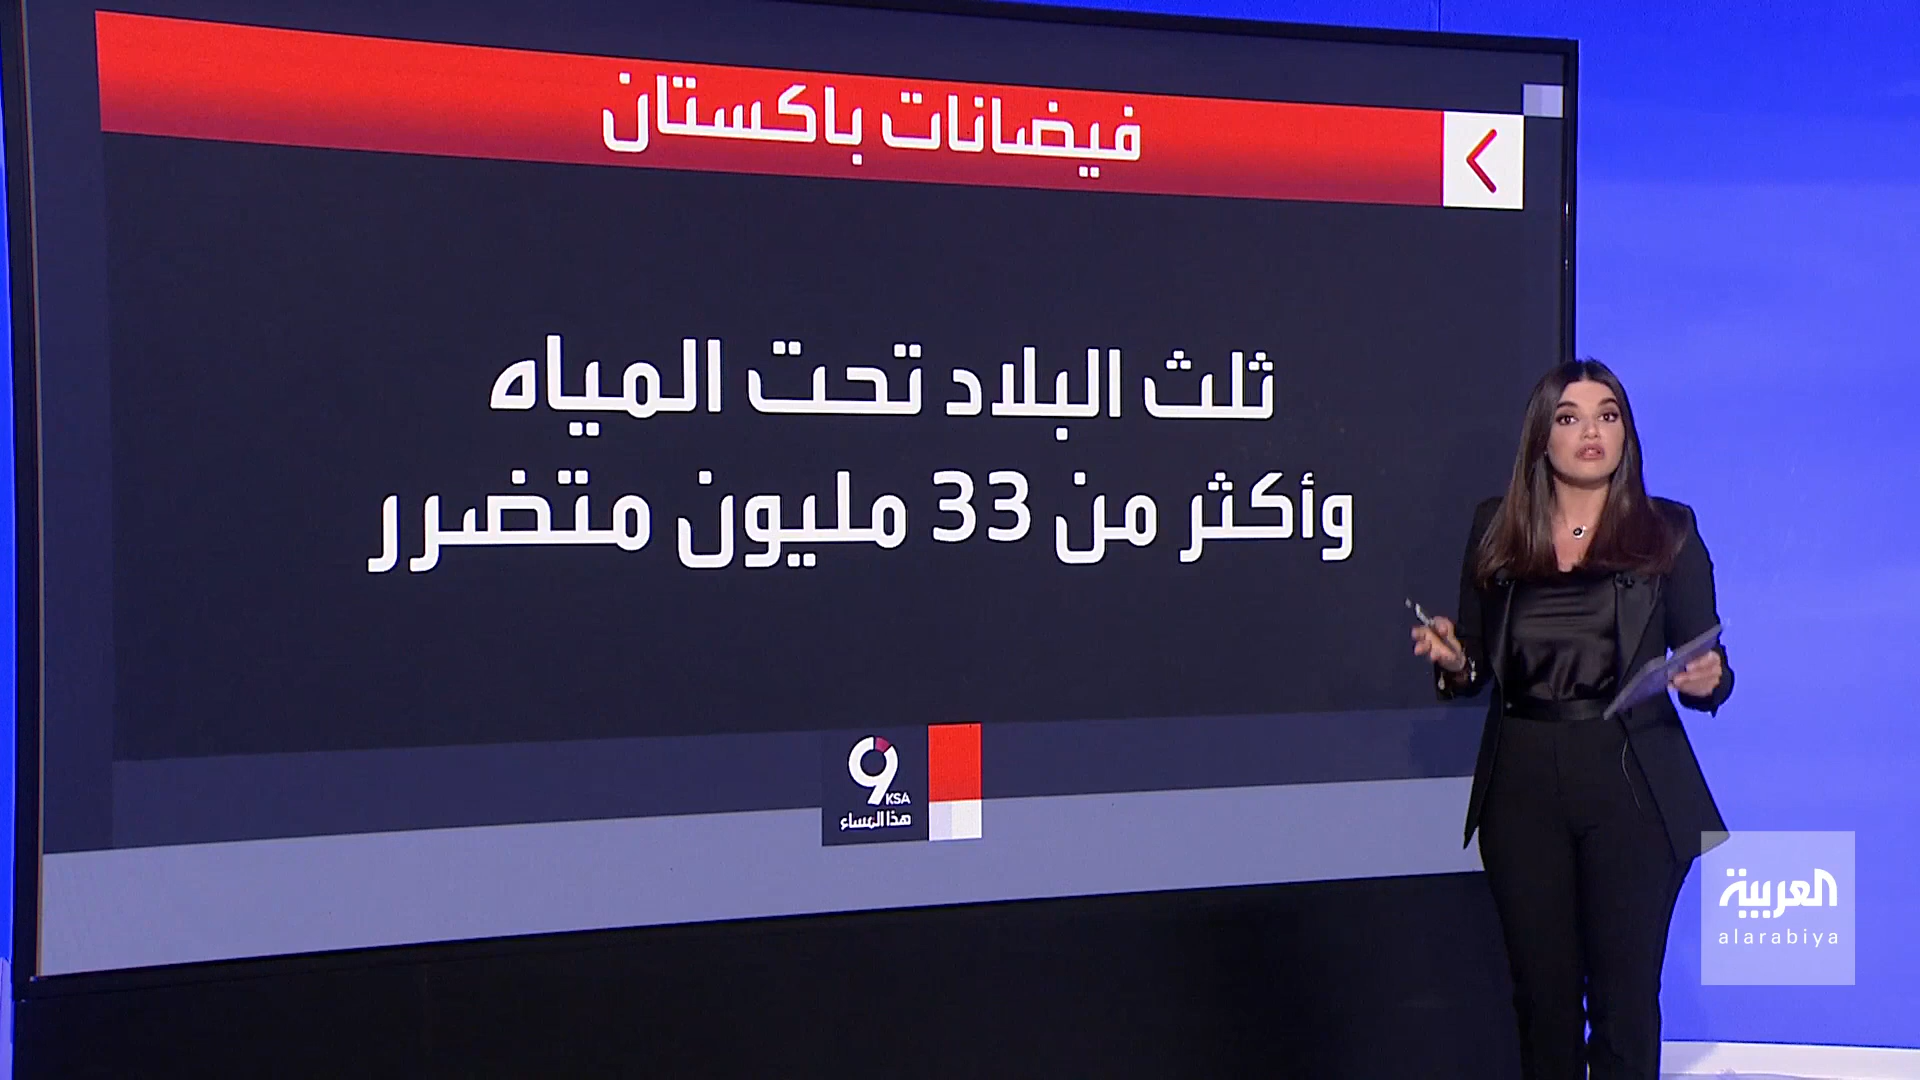 فيضانات باكستان
ثلث البلاد تحت المياه
وأكثر من 33 مليون متضرر
9
KSA
هذا المساء
العربية
alarabiya